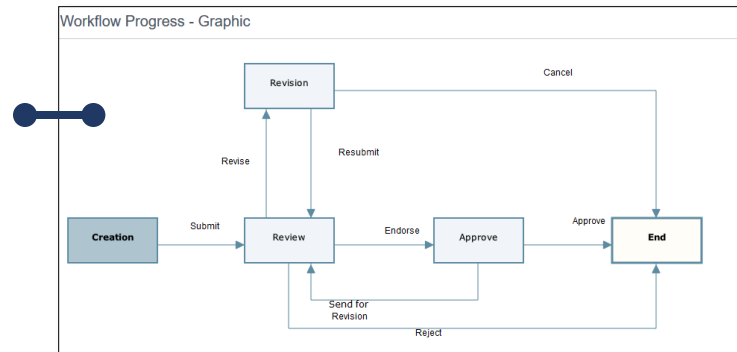 Workflow Progress - Graphic
Cancel
Revision
Revise
Resubmit
Creation
Submit
Review
Endorse
Approve
Approve
End
Send for
Revision
Reject